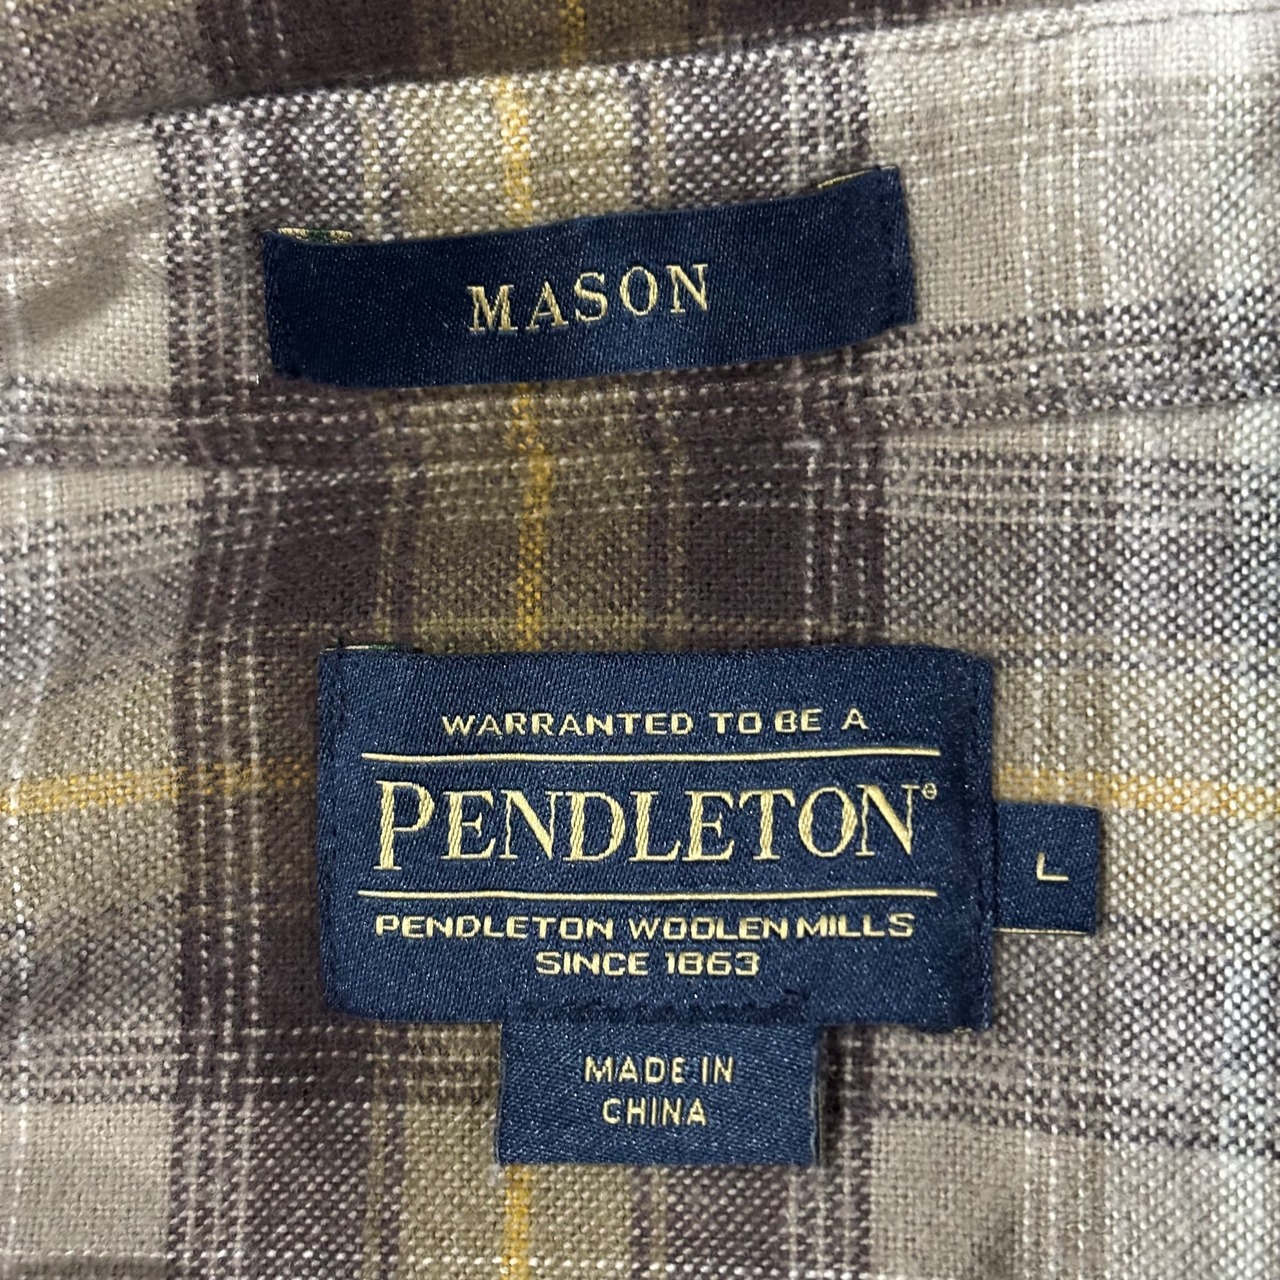 MASON
WARRANTED TO BE A
PENDLETON®
L
PENDLETON WOOLEN MILLS
SINCE 1863
MADE IN
CHINA